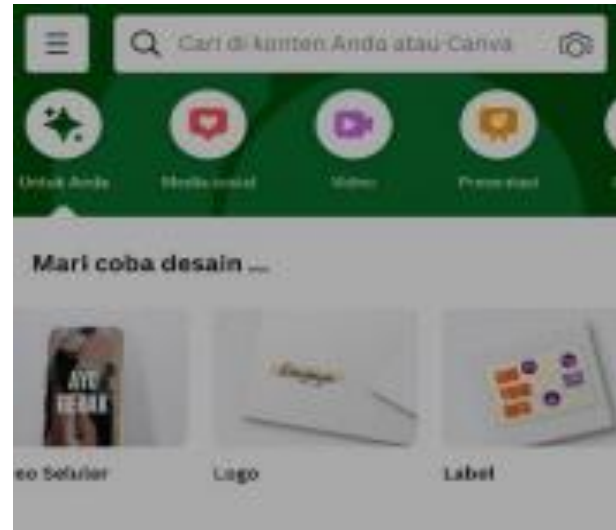 Cari di konten Anda atau Canva
Untuk Anda
Media sosial
Video
Presentasi
Mari coba desain ...
AYO
eo Seluler
Logo
Label